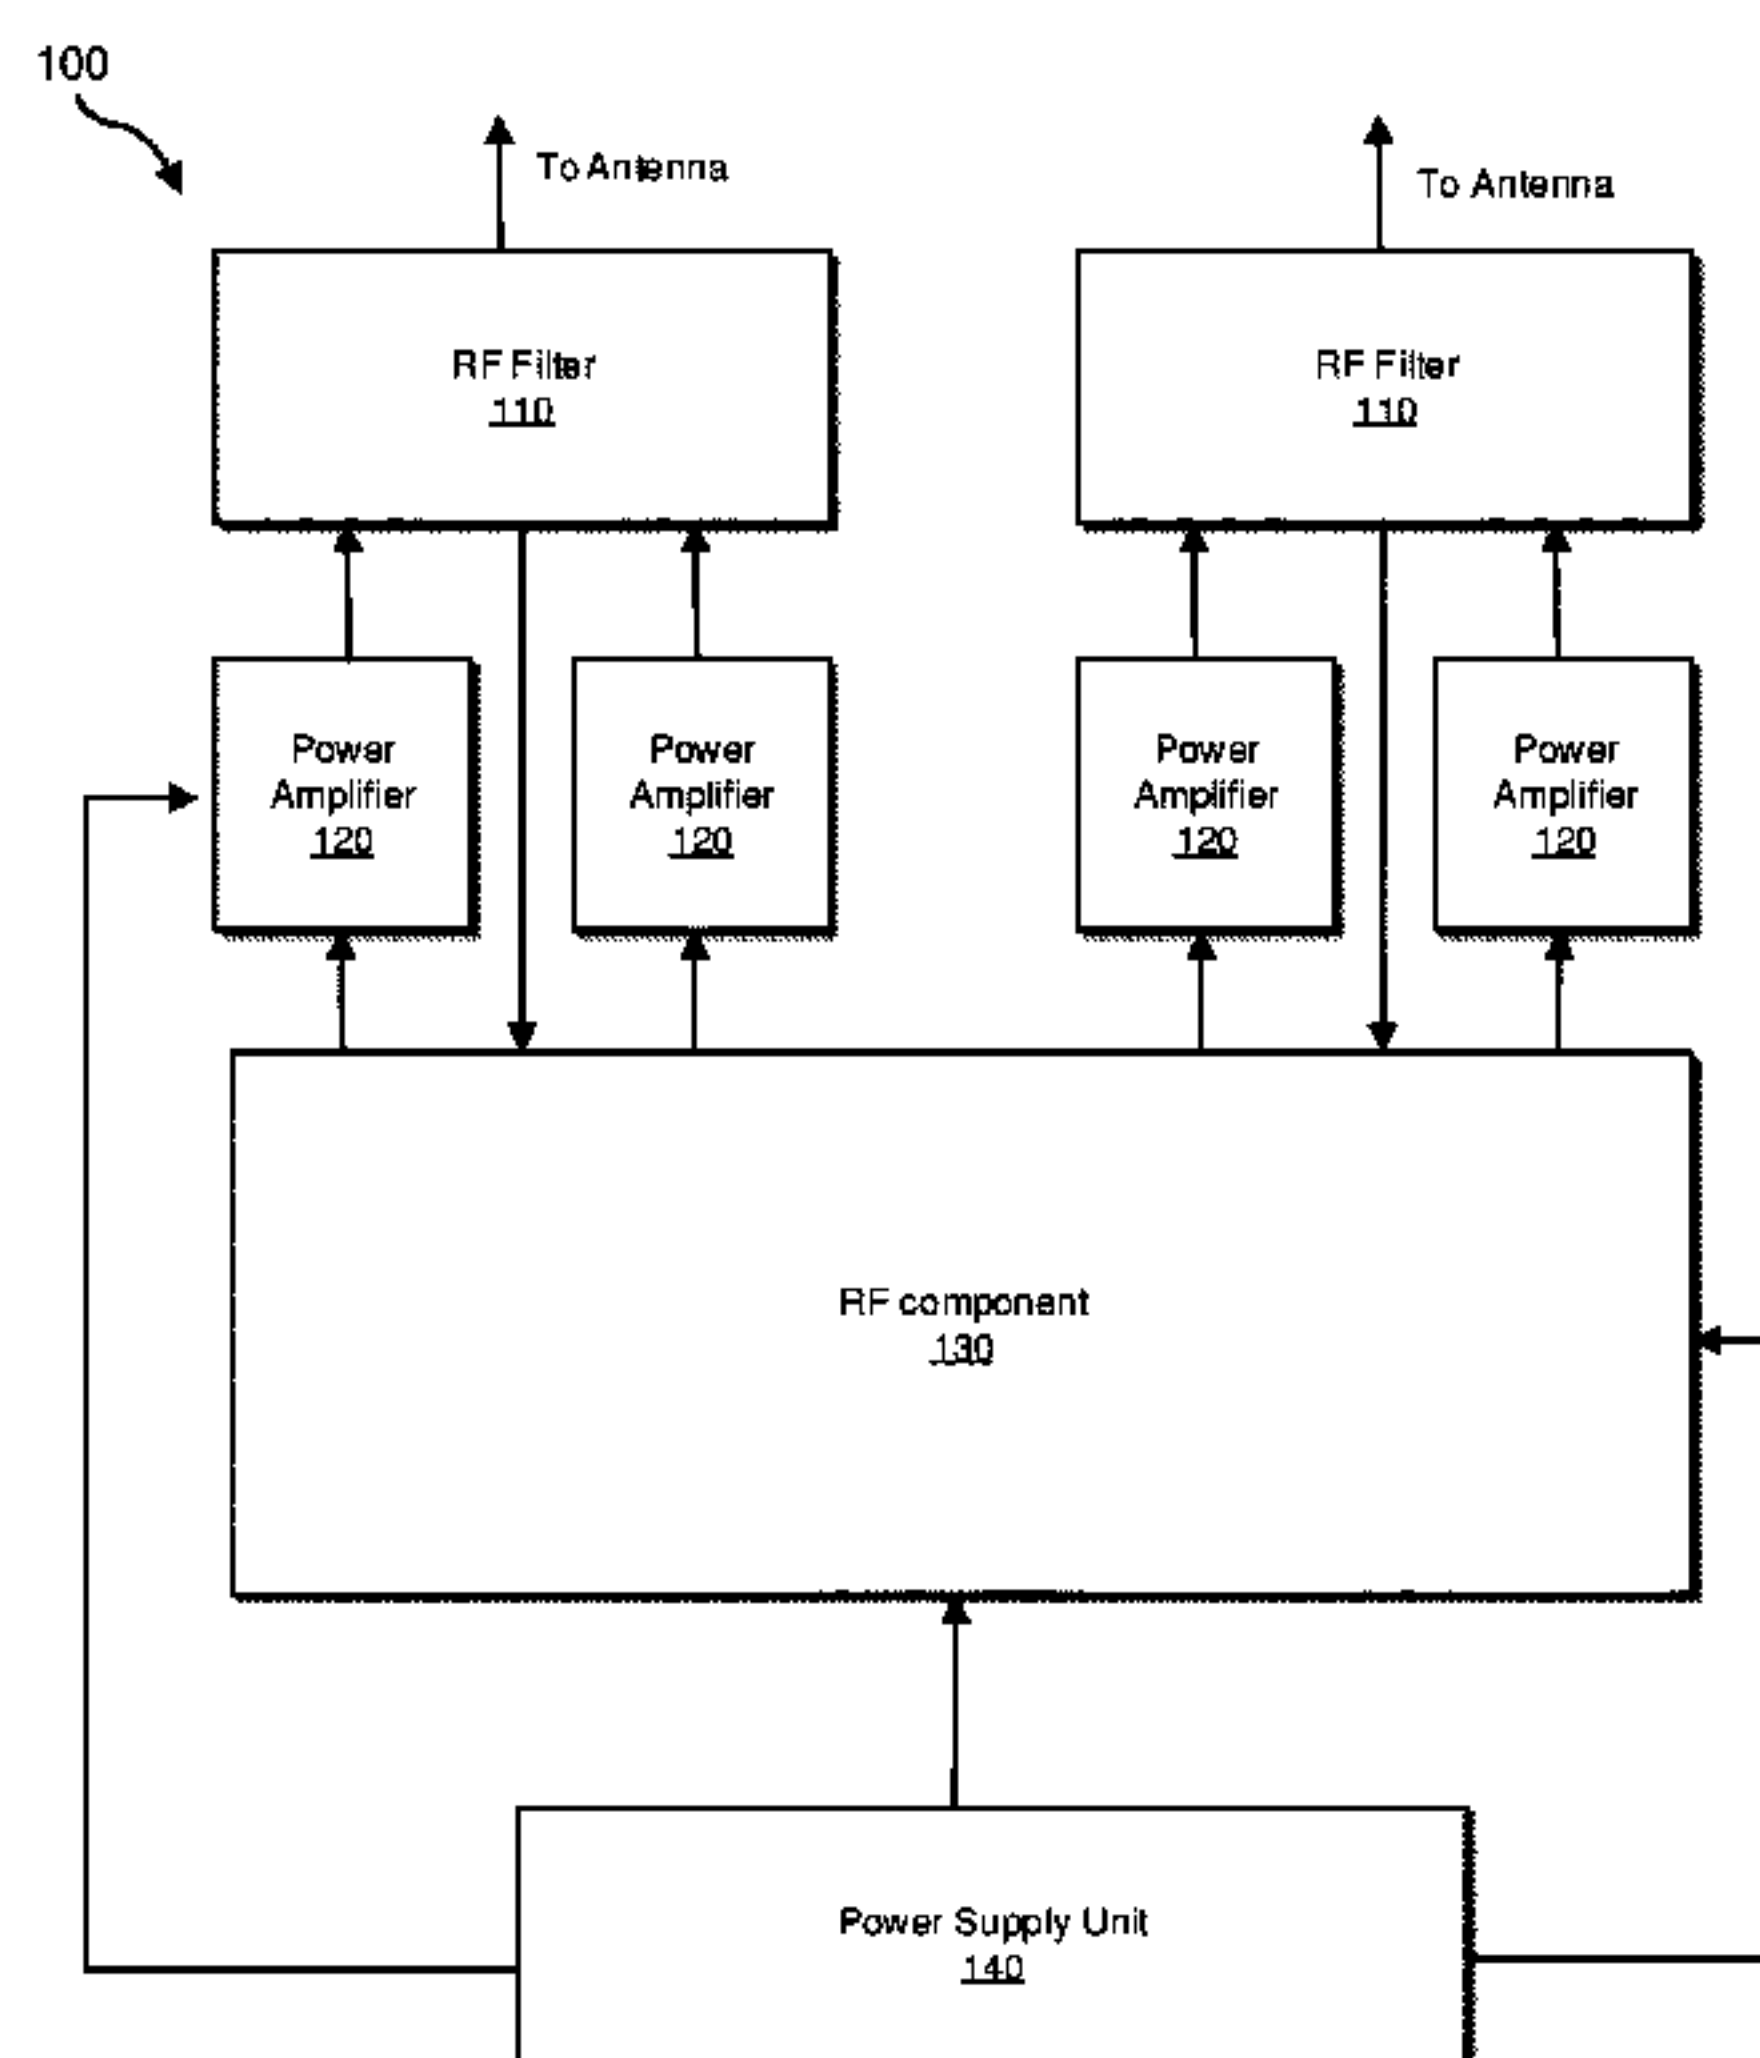 100
To Antenna
To Antenna
RF Filter
110
RF Filter
110
Power
Amplifier
120
Power
Amplifier
120
Power
Amplifier
120
Power
Amplifier
120
RF component
130
Power Supply Unit
140